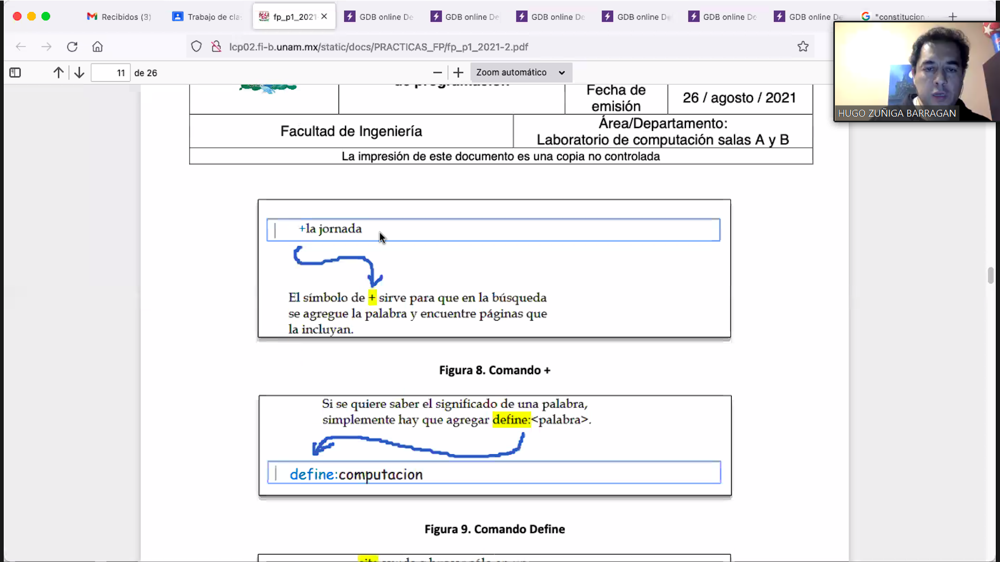 Recibidos (3)
Trabajo de cla
fp_p1_2021
GDB online De
GDB online De
GDB online De
GDB online D
GDB online Dc
GDB online De
"constitucion
lcp02.fi-b.unam.mx/static/docs/PRACTICAS_FP/fp_p1_2021-2.pdf
11 de 26
Zoom automático
HUGO ZUÑIGA BARRAGAN
de programación
Fecha de
emisión
26 / agosto / 2021
Facultad de Ingeniería
Área/Departamento:
Laboratorio de computación salas A y B
La impresión de este documento es una copia no controlada
+la jornada
El símbolo de + sirve para que en la búsqueda
se agregue la palabra y encuentre páginas que
la incluyan.
Figura 8. Comando +
Si se quiere saber el significado de una palabra,
simplemente hay que agregar define:<palabra>.
define:computacion
Figura 9. Comando Define